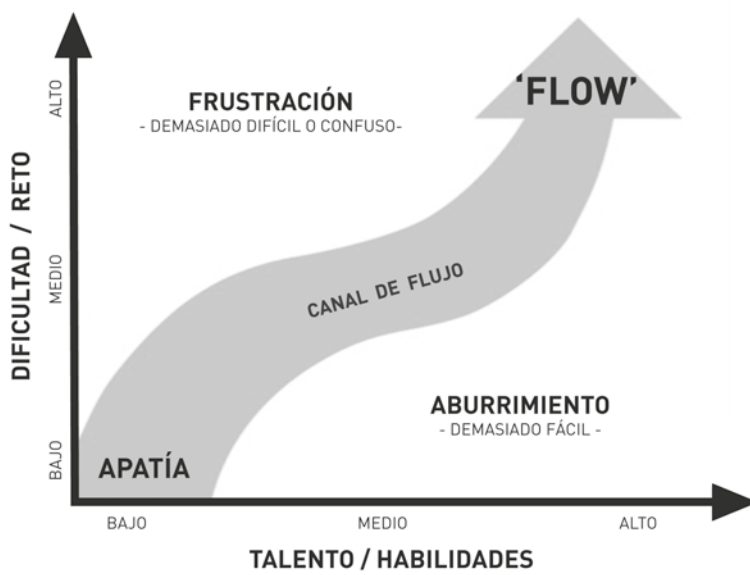 ALTO
FRUSTRACIÓN
- DEMASIADO DIFÍCIL O CONFUSO-
'FLOW'
DIFICULTAD / RETO
MEDIO
CANAL DE FLUJO
ABURRIMIENTO
- DEMASIADO FÁCIL -
BAJO
APATÍA
BAJO
MEDIO
ALTO
TALENTO / HABILIDADES